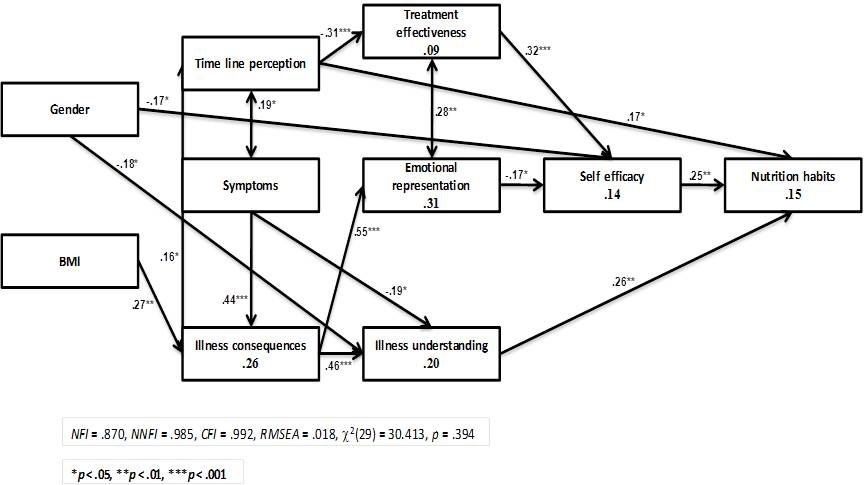 Treatment
effectiveness
.09
-.31***
Time line perception
.32***
Gender
-.17*
.19*
.28**
.17*
-.18*
Symptoms
Emotional
representation
.31
-.17*
Self efficacy
.14
.25**
Nutrition habits
.15
BMI
.16*
.55***
.27**
.44***
-.19*
.26**
Illness consequences
.26
.46***
Illness understanding
.20
NFI = .870, NNFI = .985, CFI = .992, RMSEA = .018, χ²(29) = 30.413, p = .394
*p<.05, **p<.01, ***p<.001